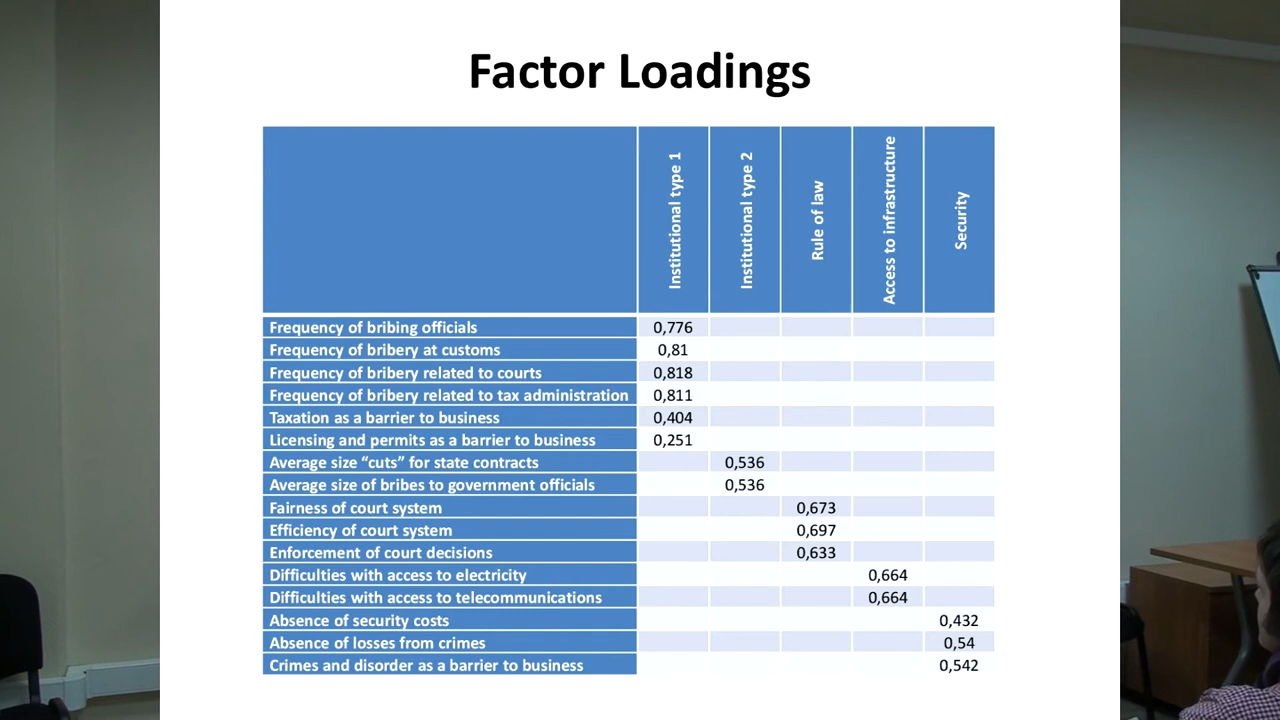 Factor Loadings
Institutional type 1
Institutional type 2
Rule of law
Access to infrastructure
Security
Frequency of bribing officials 0,776
Frequency of bribery at customs 0,81
Frequency of bribery related to courts 0,818
Frequency of bribery related to tax administration 0,811
Taxation as a barrier to business 0,404
Licensing and permits as a barrier to business 0,251
Average size “cuts” for state contracts 0,536
Average size of bribes to government officials 0,536
Fairness of court system 0,673
Efficiency of court system 0,697
Enforcement of court decisions 0,633
Difficulties with access to electricity 0,664
Difficulties with access to telecommunications 0,664
Absence of security costs 0,432
Absence of losses from crimes 0,54
Crimes and disorder as a barrier to business 0,542